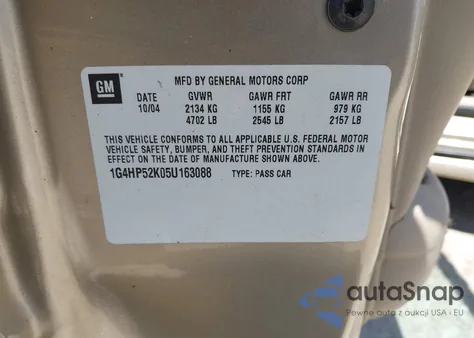 GM
MFD BY GENERAL MOTORS CORP
DATE GVWR GAWR FRT GAWR RR
10/04 2134 KG 1155 KG 979 KG
4702 LB 2545 LB 2157 LB
THIS VEHICLE CONFORMS TO ALL APPLICABLE U.S. FEDERAL MOTOR
VEHICLE SAFETY, BUMPER, AND THEFT PREVENTION STANDARDS IN
EFFECT ON THE DATE OF MANUFACTURE SHOWN ABOVE.
1G4HP52K05U163088 TYPE: PASS CAR
autoSnap
Pewne auta z aukcji USA • EU